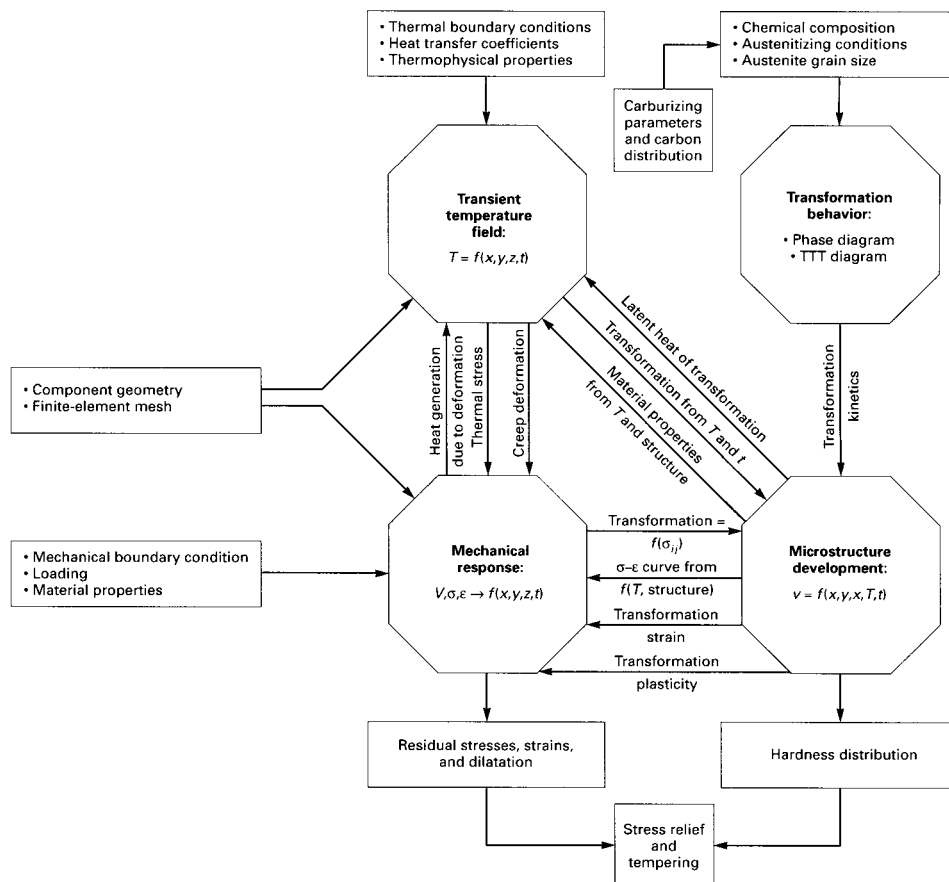 • Thermal boundary conditions
• Heat transfer coefficients
• Thermophysical properties
• Chemical composition
• Austenitizing conditions
• Austenite grain size
Carburizing
parameters
and carbon
distribution
Transient
temperature
field:
T = f(x,y,z,t)
Transformation
behavior:
• Phase diagram
• TTT diagram
• Component geometry
• Finite-element mesh
Heat generation
due to deformation
Thermal stress
Creep deformation
Latent heat of transformation
Transformation from T and t
Material properties
from T and structure
Transformation
kinetics
• Mechanical boundary condition
• Loading
• Material properties
Mechanical
response:
V,σ,ε → f(x,y,z,t)
Transformation =
f(σij)
σ–ε curve from
f(T, structure)
Transformation
strain
Transformation
plasticity
Microstructure
development:
v = f(x,y,x,T,t)
Residual stresses, strains,
and dilatation
Hardness distribution
Stress relief
and
tempering